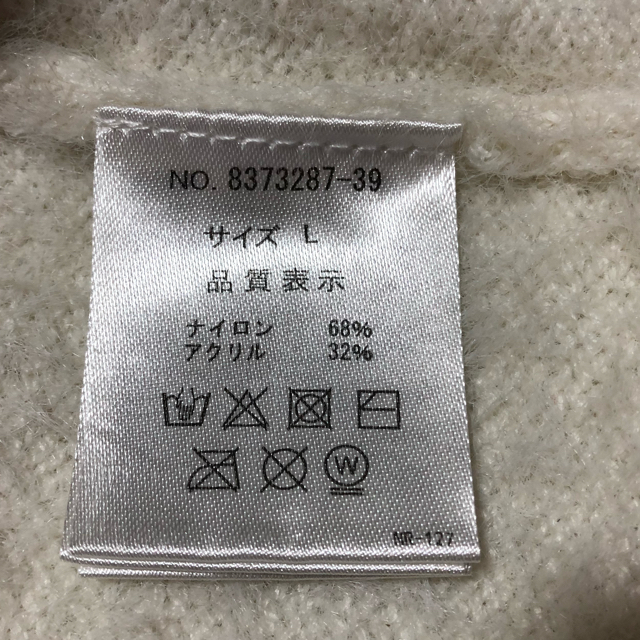 NO. 8373287-39
サイズ L
品質表示
ナイロン 68%
アクリル 32%
W
NR-127